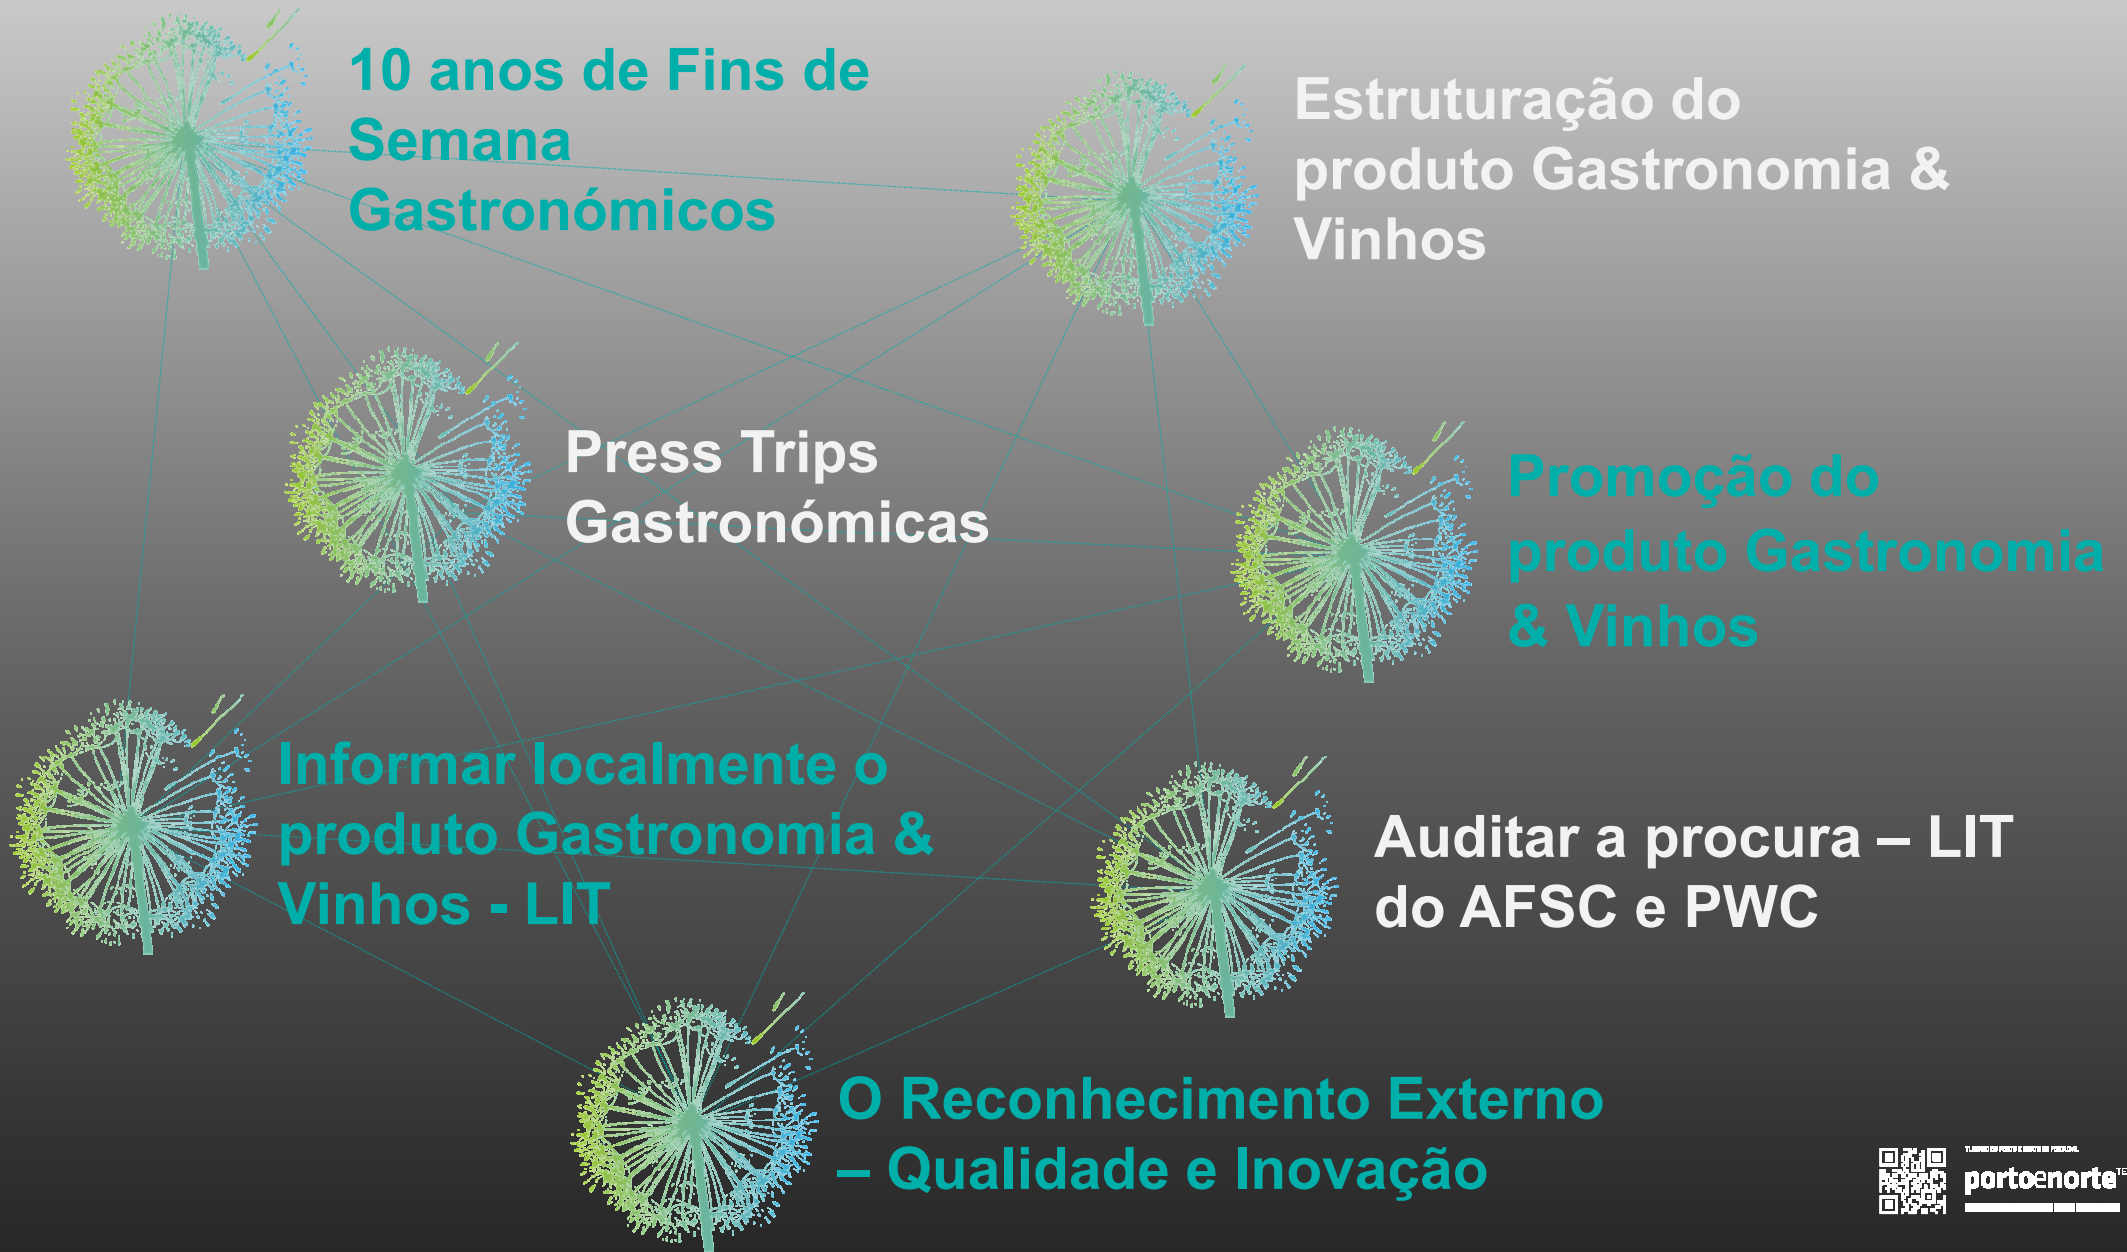 10 anos de Fins de
Semana
Gastronómicos
Estruturação do
produto Gastronomia &
Vinhos
Press Trips
Gastronómicas
Promoção do
produto Gastronomia
& Vinhos
Informar localmente o
produto Gastronomia &
Vinhos - LIT
Auditar a procura – LIT
do AFSC e PWC
O Reconhecimento Externo
– Qualidade e Inovação
portoenorte